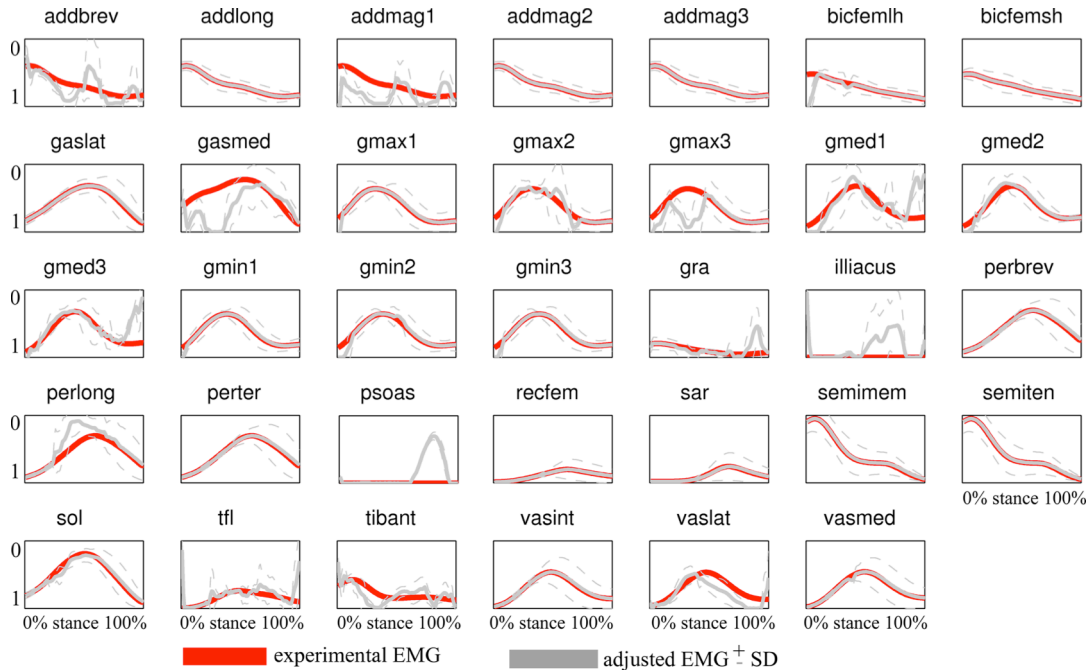 addbrev addlong addmag1 addmag2 addmag3 bicfemlh bicfemsh
0
1
gaslat gasmed gmax1 gmax2 gmax3 gmed1 gmed2
0
1
gmed3 gmin1 gmin2 gmin3 gra illiacus perbrev
0
1
perlong perter psoas recfem sar semimem semiten
0
1
0% stance 100%
sol tfl tibant vasint vaslat vasmed
0
1
0% stance 100% 0% stance 100% 0% stance 100% 0% stance 100% 0% stance 100% 0% stance 100%
experimental EMG adjusted EMG ± SD